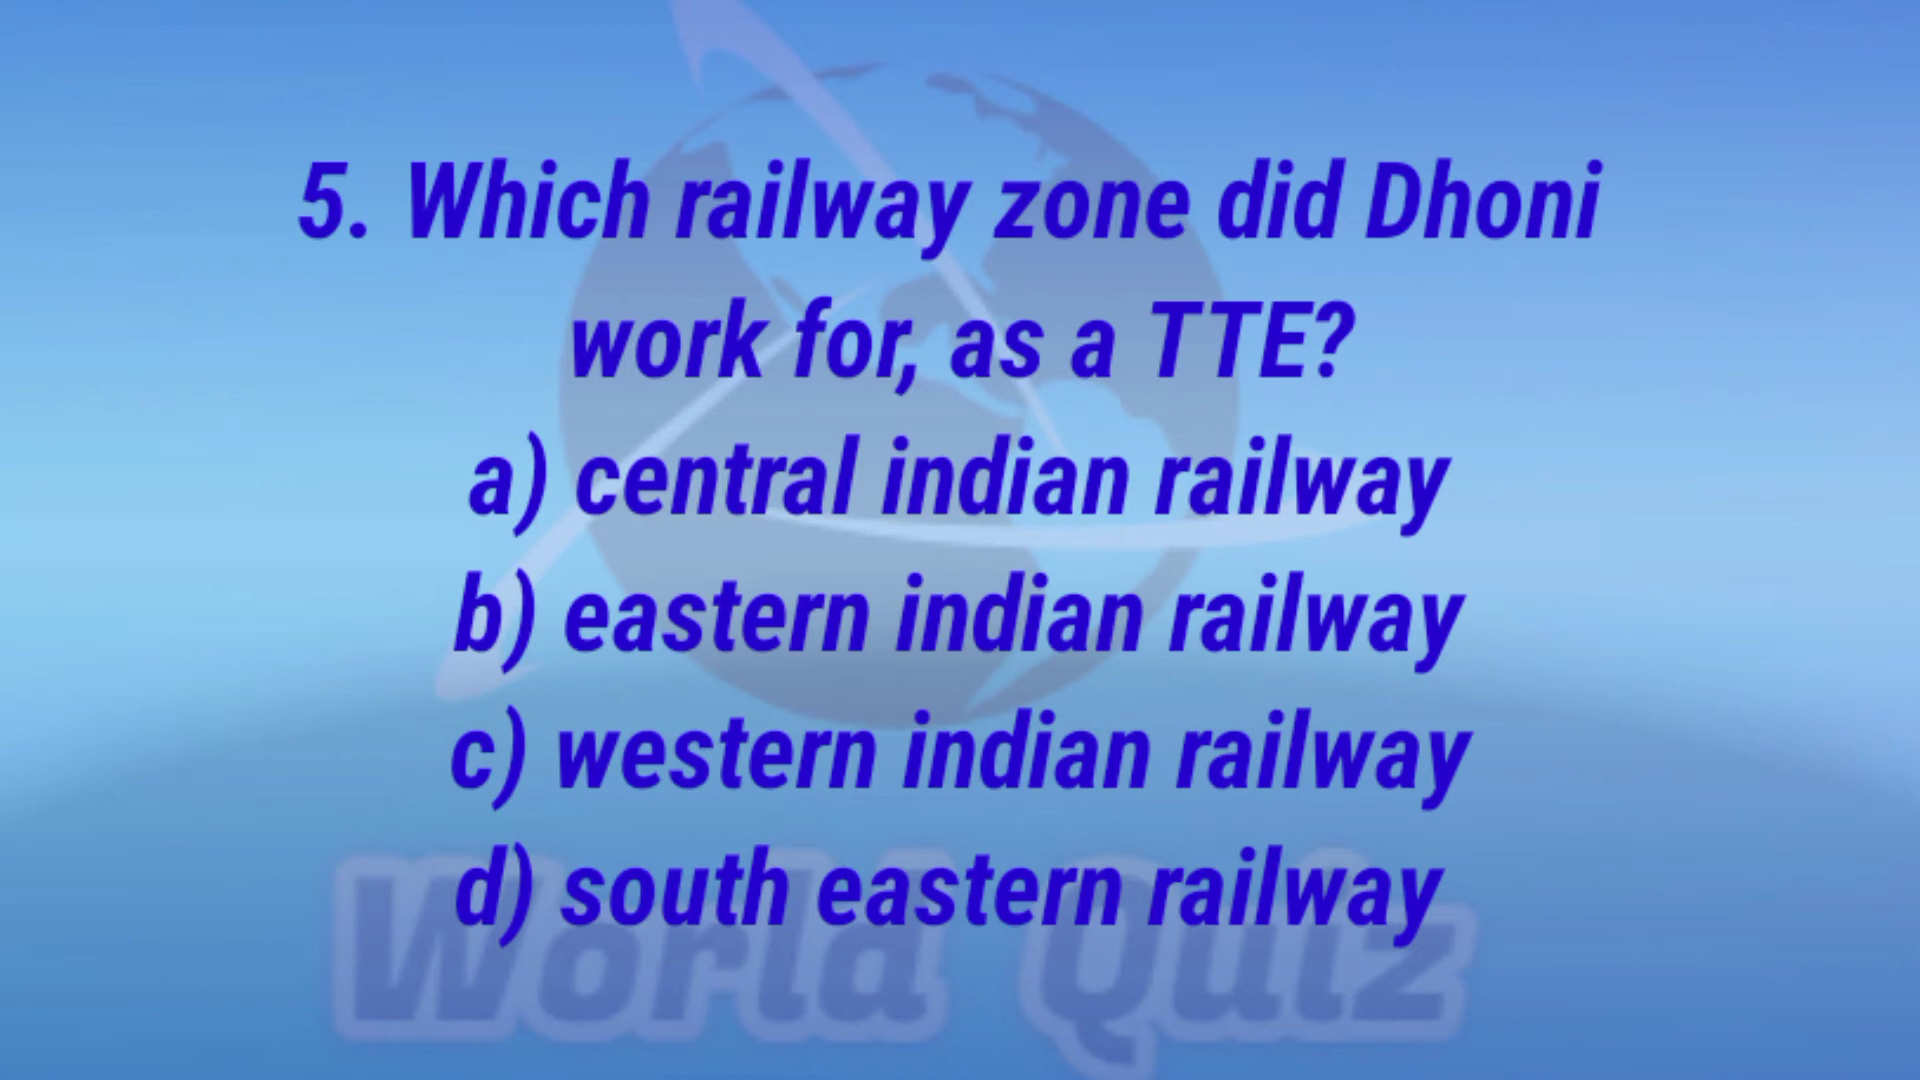 5. Which railway zone did Dhoni
work for, as a TTE?
a) central indian railway
b) eastern indian railway
c) western indian railway
d) south eastern railway
World Quiz